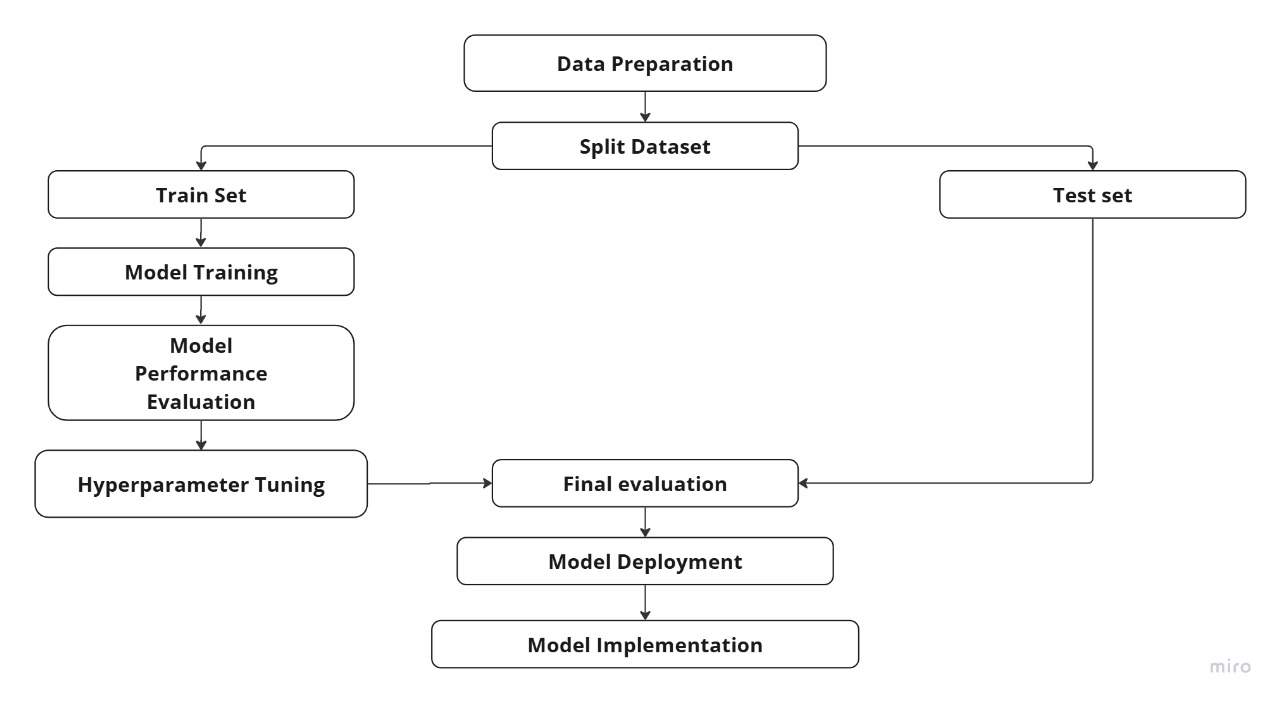 Data Preparation
Split Dataset
Train Set
Test set
Model Training
Model
Performance
Evaluation
Hyperparameter Tuning
Final evaluation
Model Deployment
Model Implementation
miro